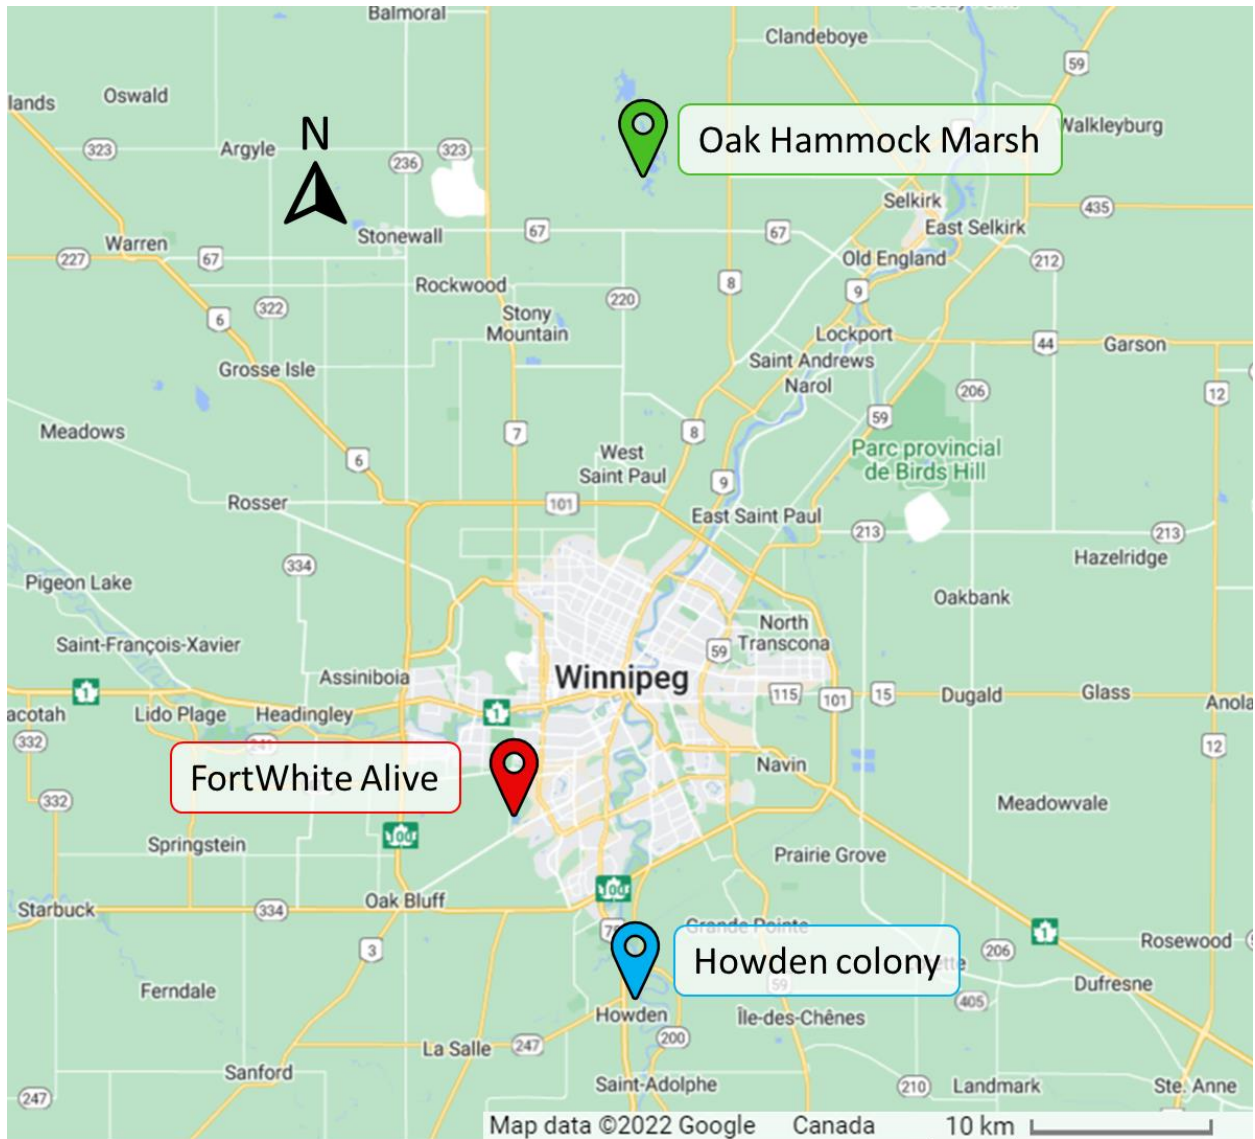 Balmoral
Clandeboye
59
lands
Oswald
N
Oak Hammock Marsh
Walkleyburg
323
Argyle
236
323
Selkirk
435
East Selkirk
Warren
Stonewall
67
67
227
67
Old England
212
Rockwood
8
9
322
220
6
Stony
Mountain
Lockport
44
Garson
Saint Andrews
Narol
Grosse Isle
206
12
59
Meadows
7
8
6
West
Saint Paul
Parc provincial
de Birds Hill
9
Rosser
101
East Saint Paul
213
213
334
Hazelridge
Pigeon Lake
Oakbank
North
Transcona
Saint-François-Xavier
59
Assiniboia
Winnipeg
1
115
101
15
Dugald
Glass
Anola
acotah
Lido Plage
Headingley
1
332
241
12
FortWhite Alive
Navin
332
Meadowvale
100
Springstein
Prairie Grove
100
Oak Bluff
Starbuck
334
Grande Pointe
1
3
Rosewood
206
Howden colony
59
Dufresne
Ferndale
405
Howden
Île-des-Chênes
La Salle
247
200
Sanford
Saint-Adolphe
210
Landmark
Ste. Anne
247
Map data ©2022 Google
Canada
10 km